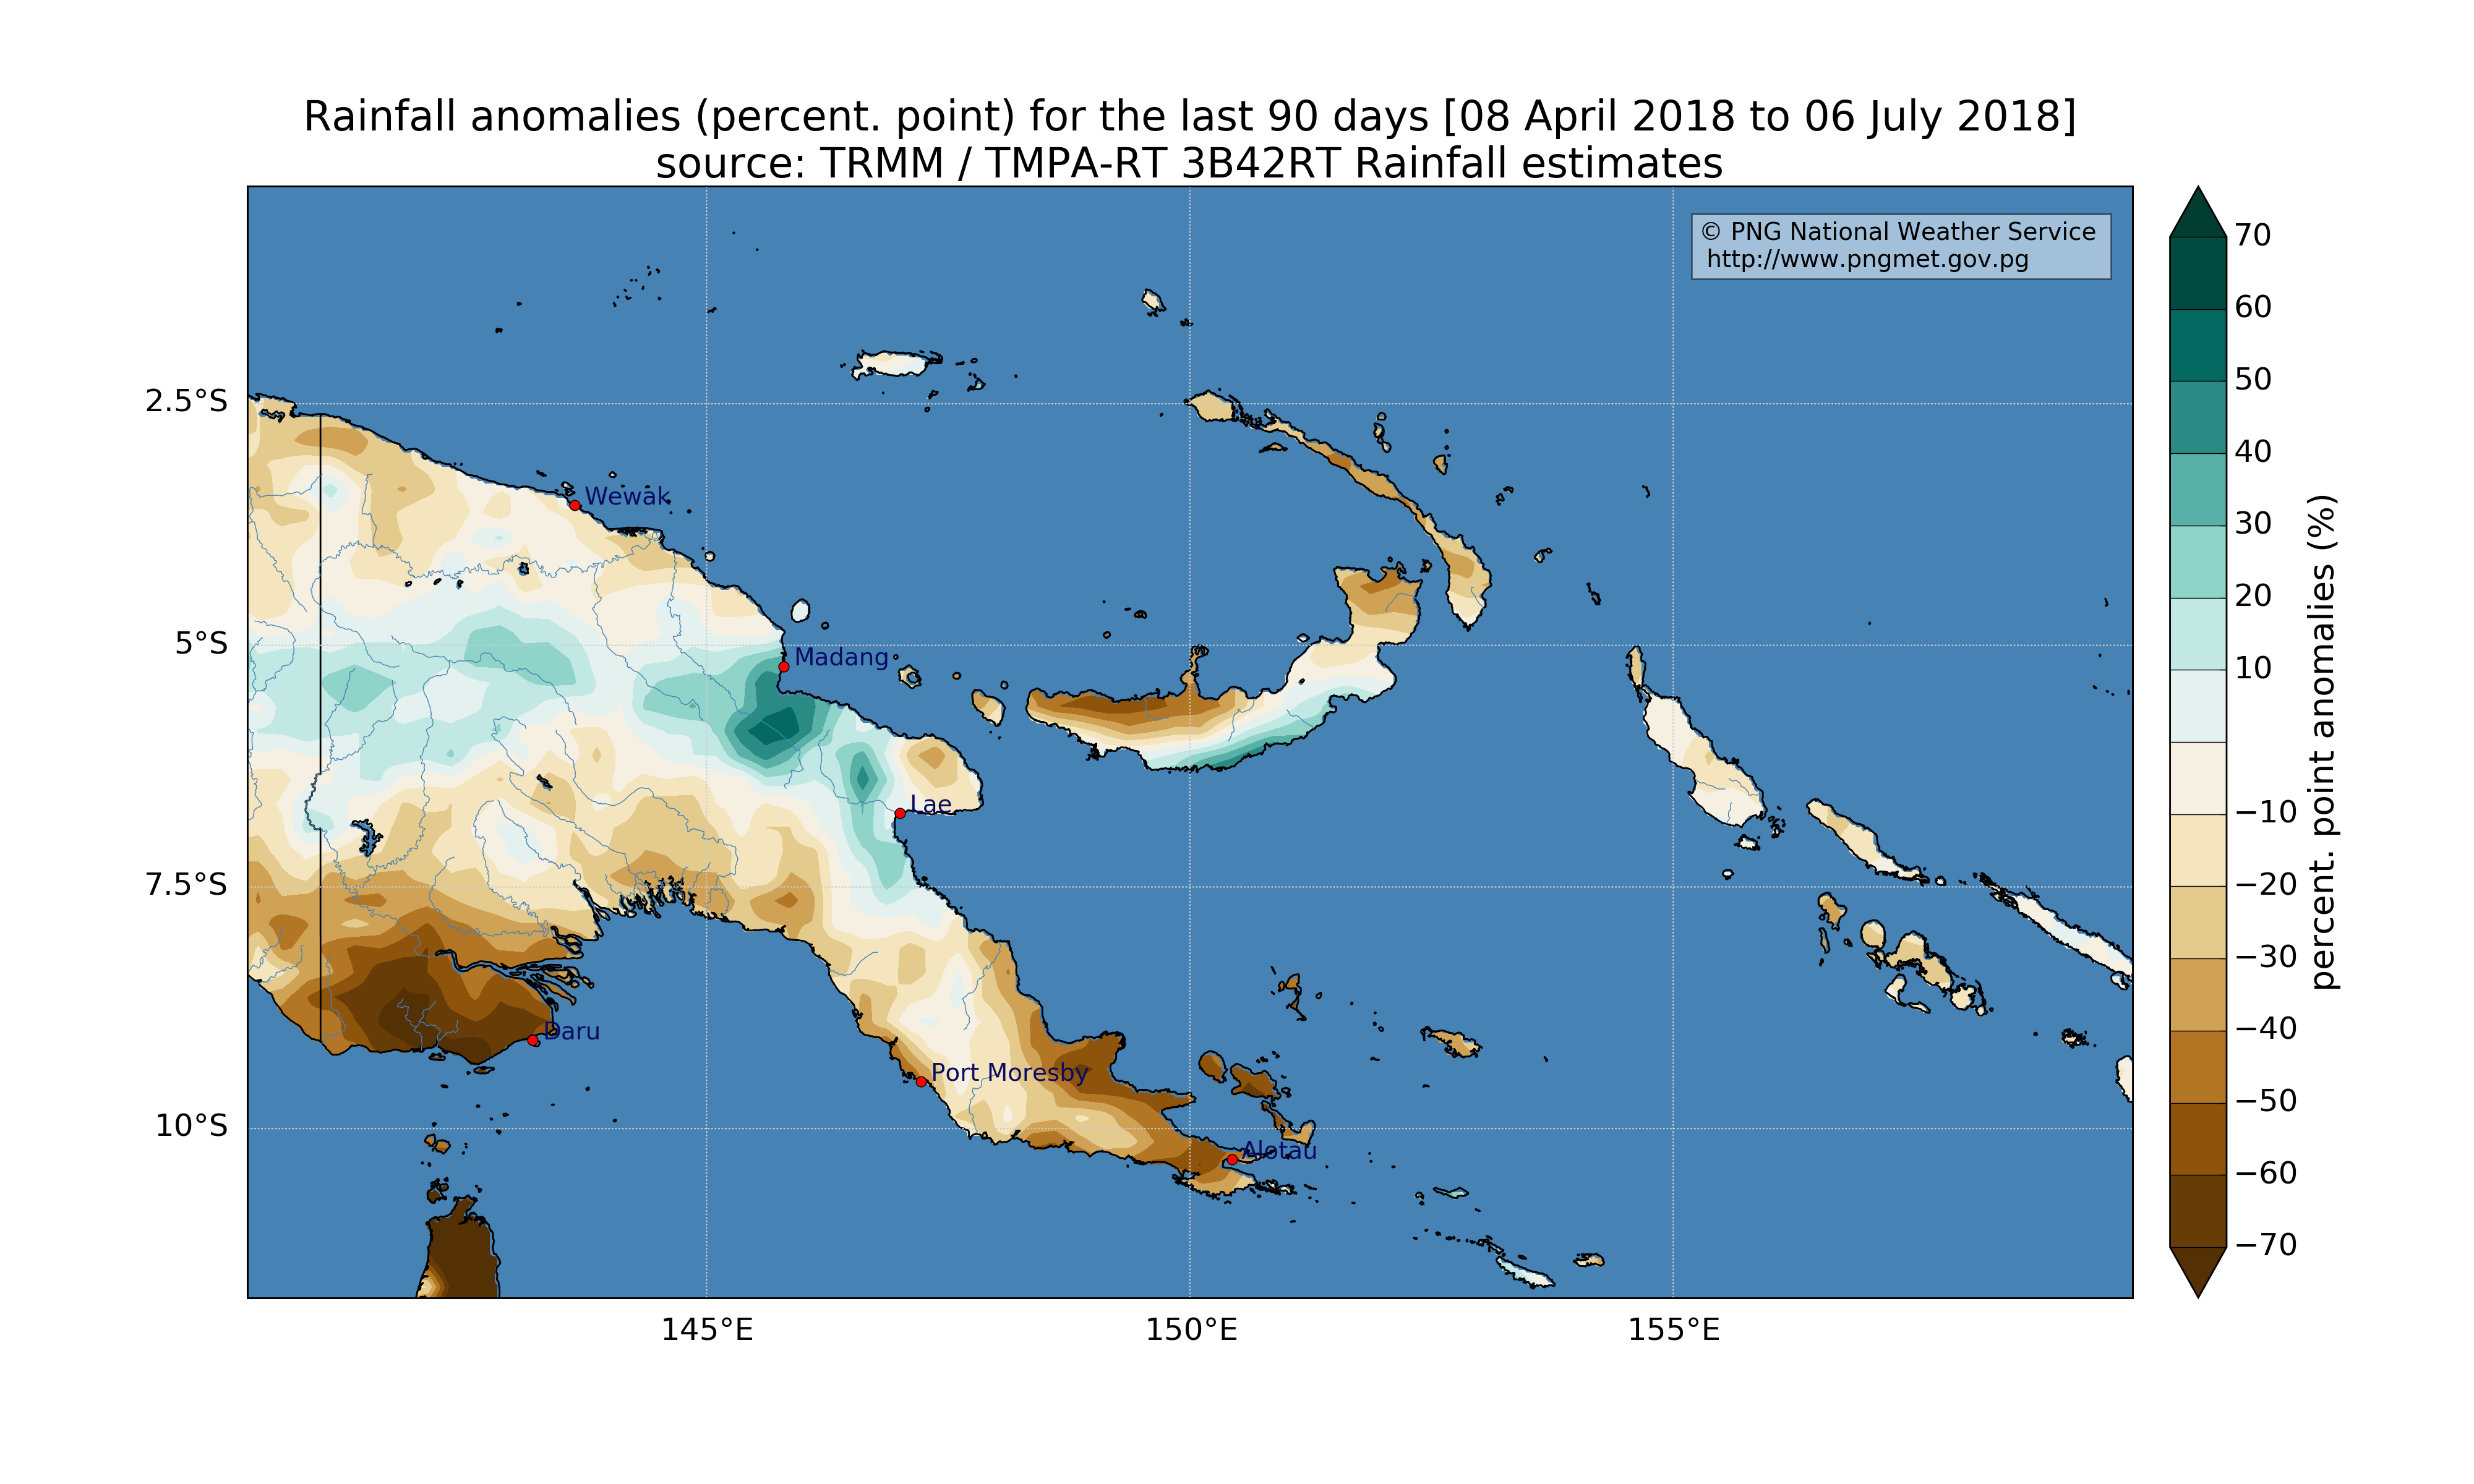 Rainfall anomalies (percent. point) for the last 90 days [08 April 2018 to 06 July 2018]
source: TRMM / TMPA-RT 3B42RT Rainfall estimates
© PNG National Weather Service
http://www.pngmet.gov.pg
2.5°S
5°S
7.5°S
10°S
Wewak
Madang
Lae
Daru
Port Moresby
Alotau
145°E
150°E
155°E
70
60
50
40
30
20
10
−10
−20
−30
−40
−50
−60
−70
percent. point anomalies (%)